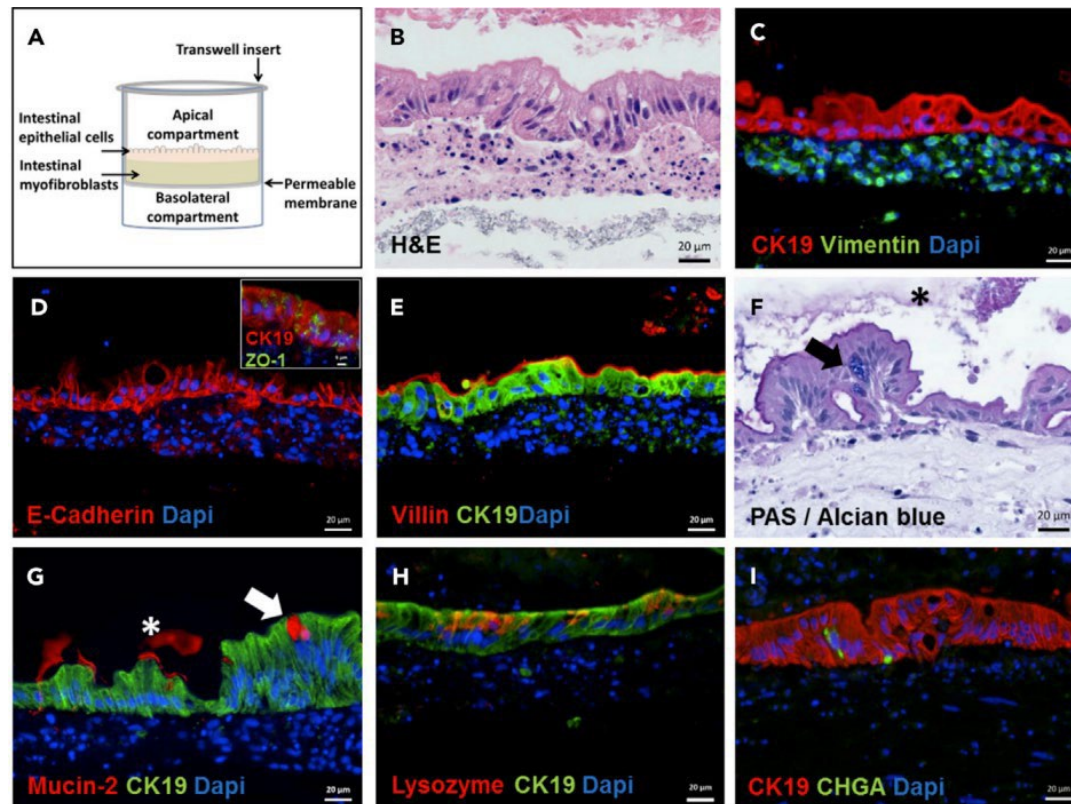 A
Transwell insert
Apical
compartment
Intestinal
epithelial cells
Intestinal
myofibroblasts
Permeable
membrane
Basolateral
compartment
B
H&E
20 µm
C
CK19 Vimentin Dapi
20 µm
D
CK19
ZO-1
E-Cadherin Dapi
20 µm
E
Villin CK19Dapi
20 µm
F
*
PAS / Alcian blue
20 µm
G
*
Mucin-2 CK19 Dapi
20 µm
H
Lysozyme CK19 Dapi
20 µm
I
CK19 CHGA Dapi
20 µm